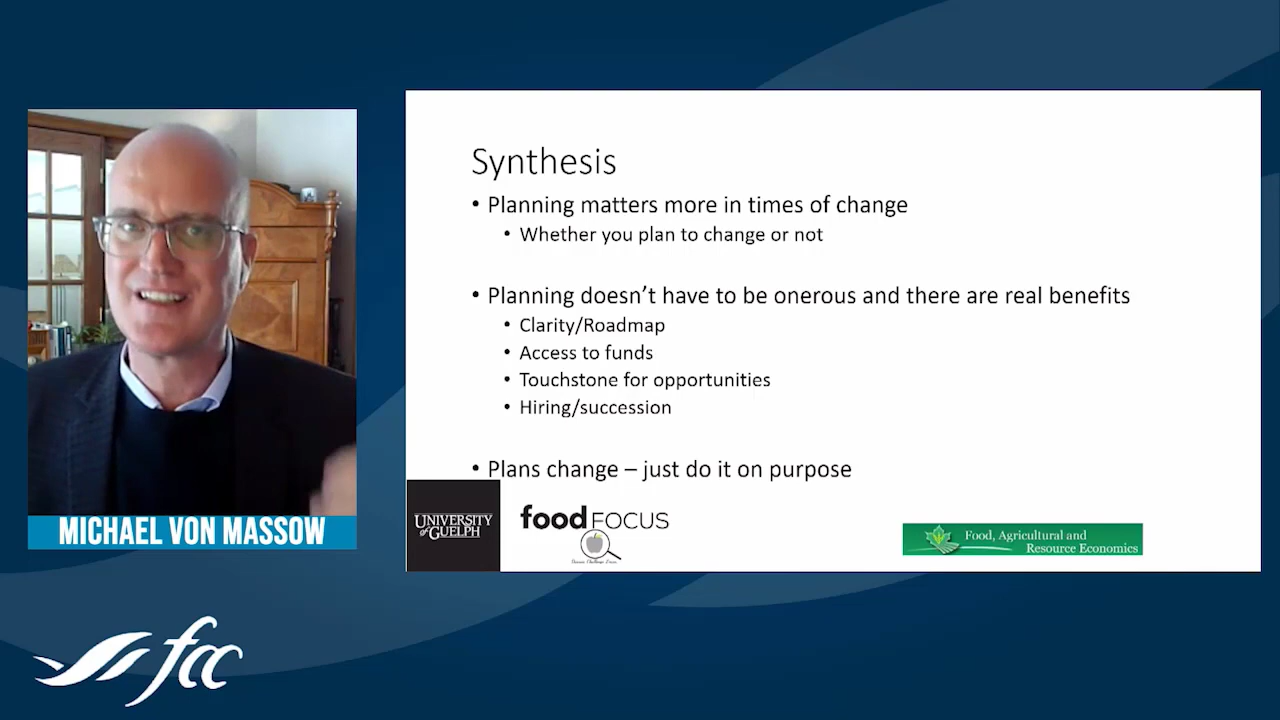 Synthesis
• Planning matters more in times of change
• Whether you plan to change or not
• Planning doesn’t have to be onerous and there are real benefits
• Clarity/Roadmap
• Access to funds
• Touchstone for opportunities
• Hiring/succession
• Plans change – just do it on purpose
UNIVERSITY
of GUELPH
food FOCUS
Food, Agricultural and
Resource Economics
MICHAEL VON MASSOW
fcc